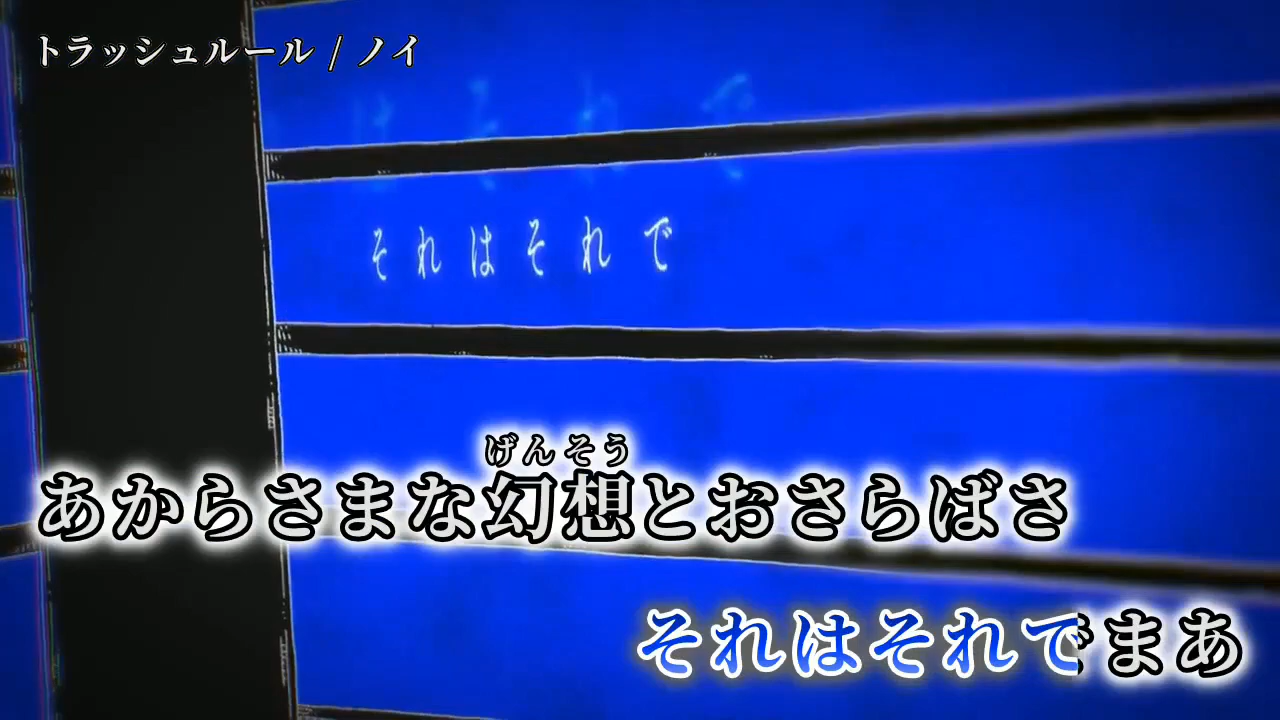 トラッシュルール / ノイ
それはそれで
げんそう
あからさまな幻想とおさらばさ
それはそれでまあ